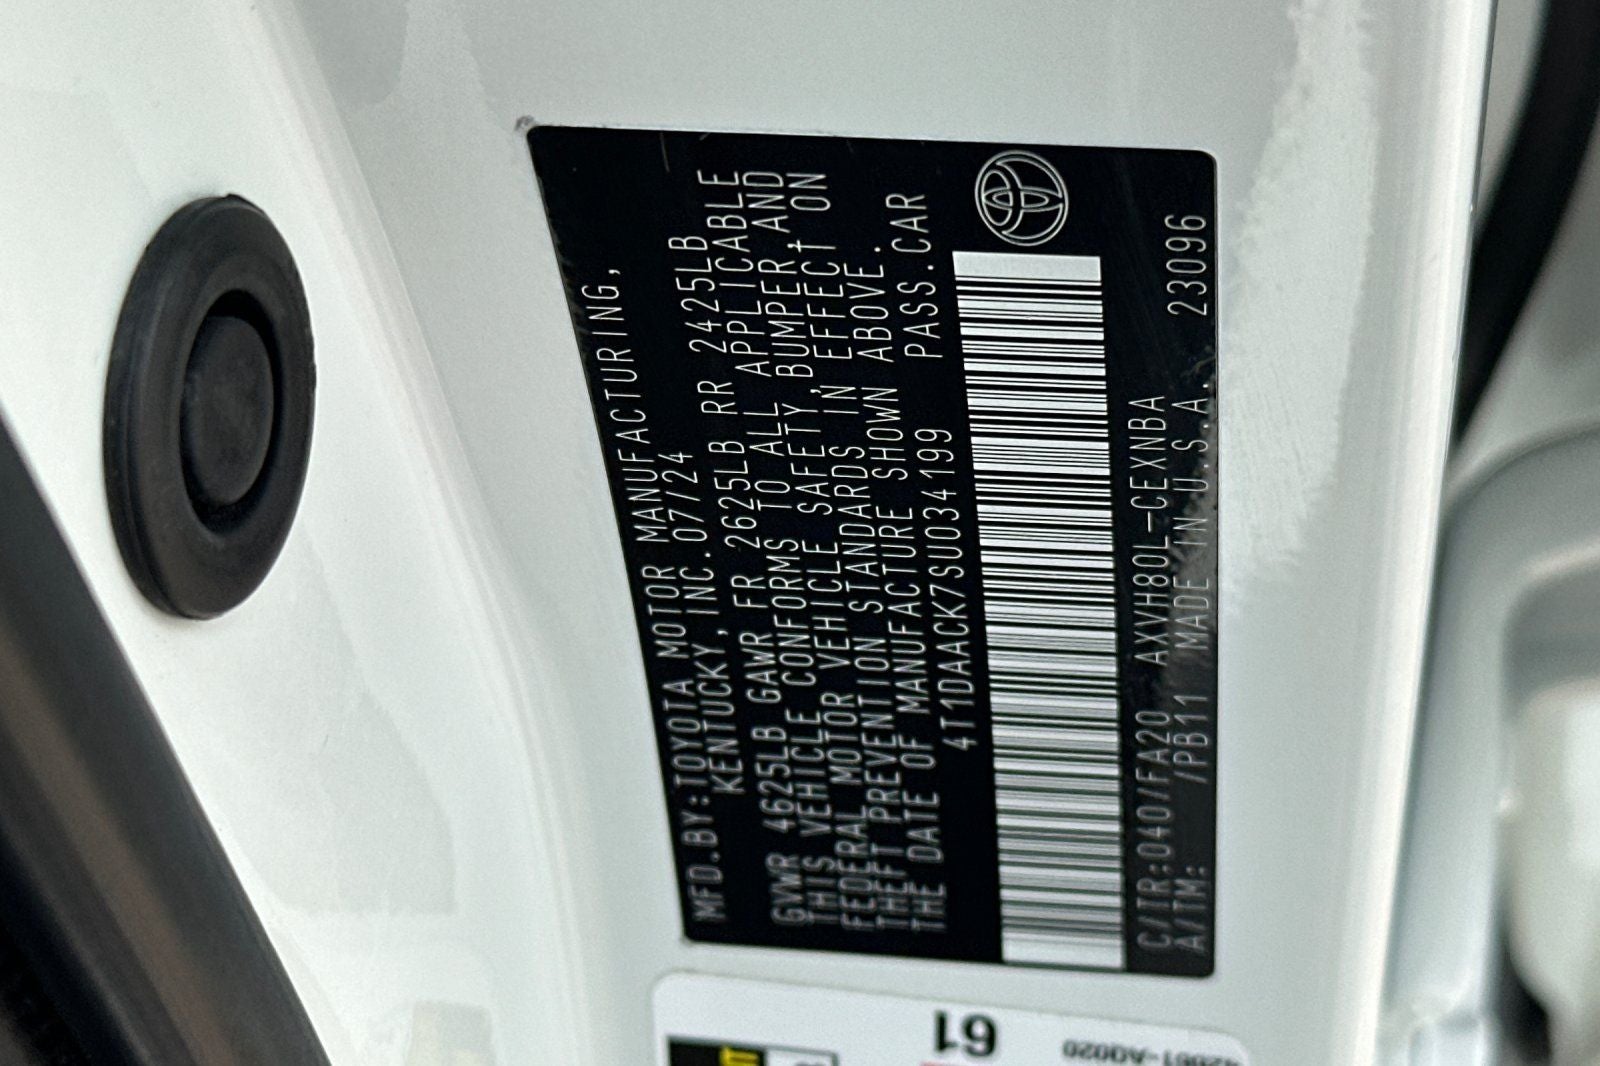 MFD.BY:TOYOTA MOTOR MANUFACTURING,
KENTUCKY, INC. 07/24
GVWR 4625LB GAWR FR 2625LB RR 2425LB
THIS VEHICLE CONFORMS TO ALL APPLICABLE
FEDERAL MOTOR VEHICLE SAFETY, BUMPER, AND
THEFT PREVENTION STANDARDS IN EFFECT ON
THE DATE OF MANUFACTURE SHOWN ABOVE.
4T1DAACK7SU034199 PASS.CAR
C/TR:040/FA20 AXVH80L-CEXNBA
A/TM: /PB11 MADE IN U.S.A. 23096
61